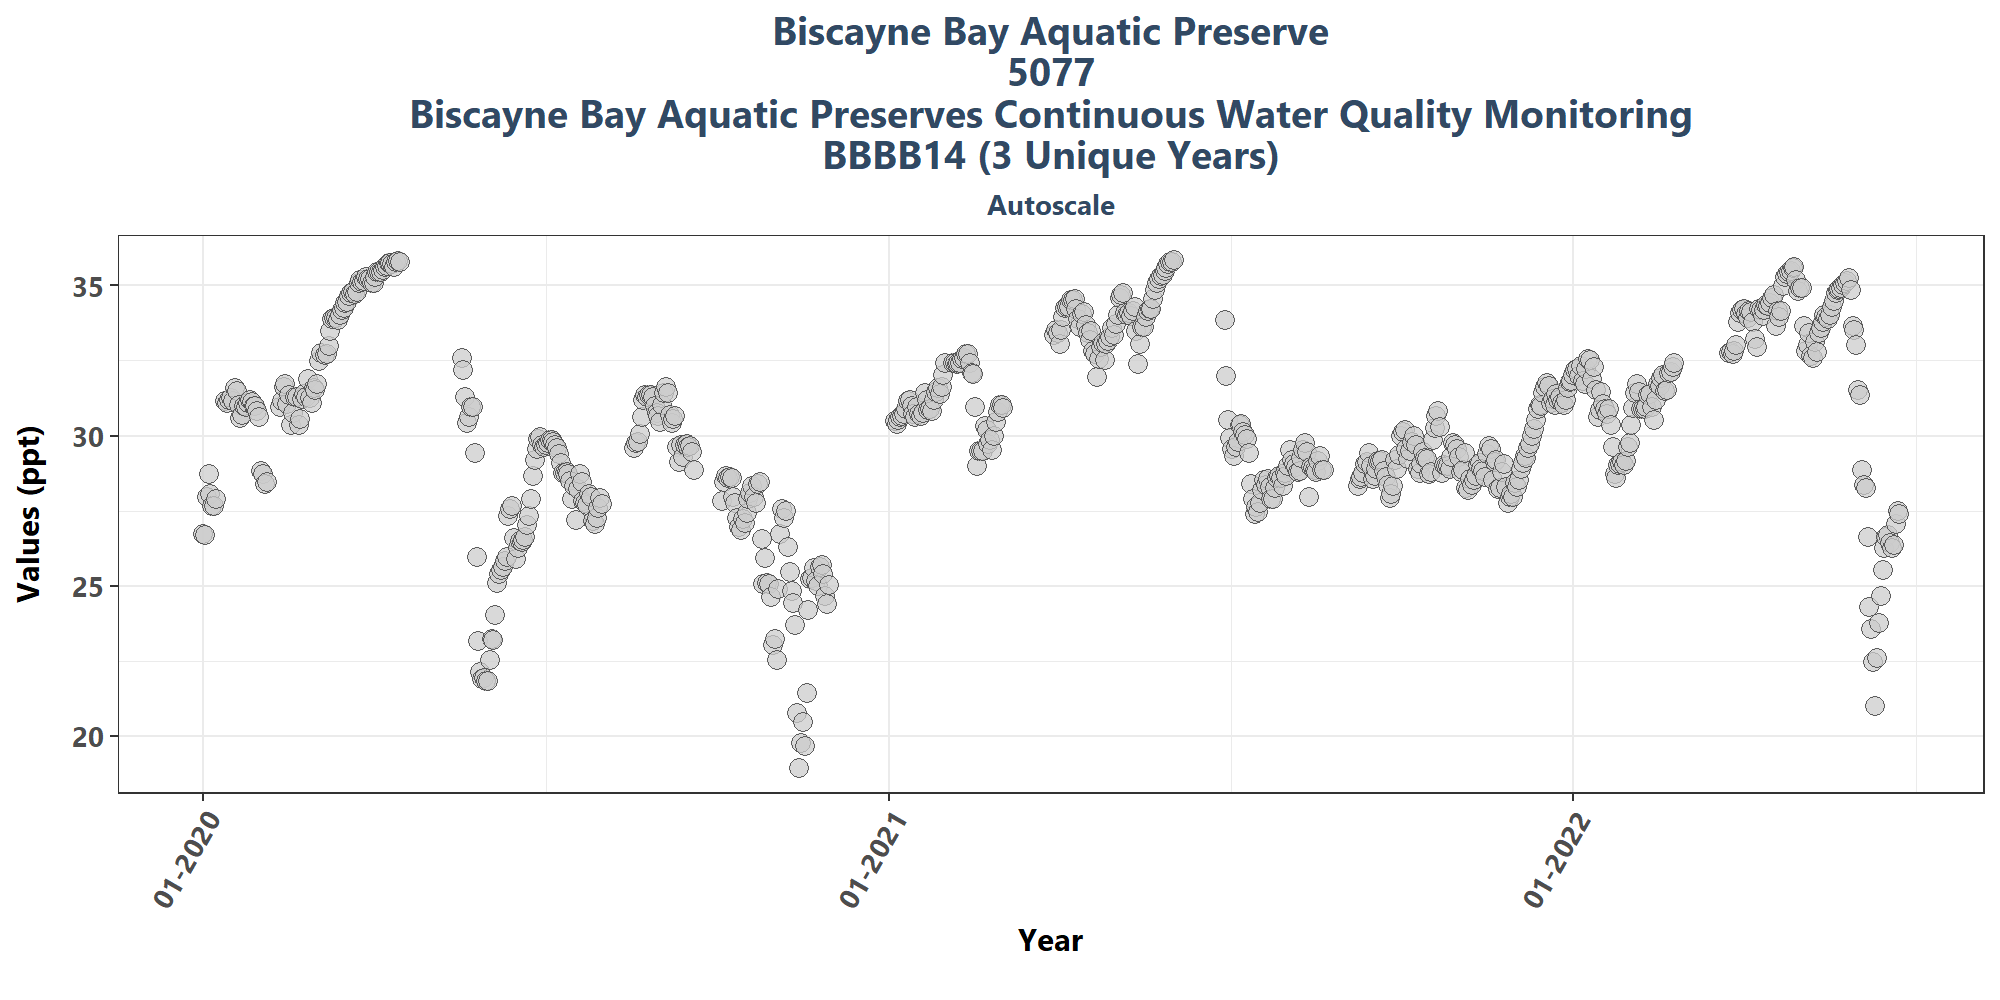 Biscayne Bay Aquatic Preserve
5077
Biscayne Bay Aquatic Preserves Continuous Water Quality Monitoring
BBBB14 (3 Unique Years)
Autoscale
Values (ppt)
35
30
25
20
01-2020
01-2021
01-2022
Year